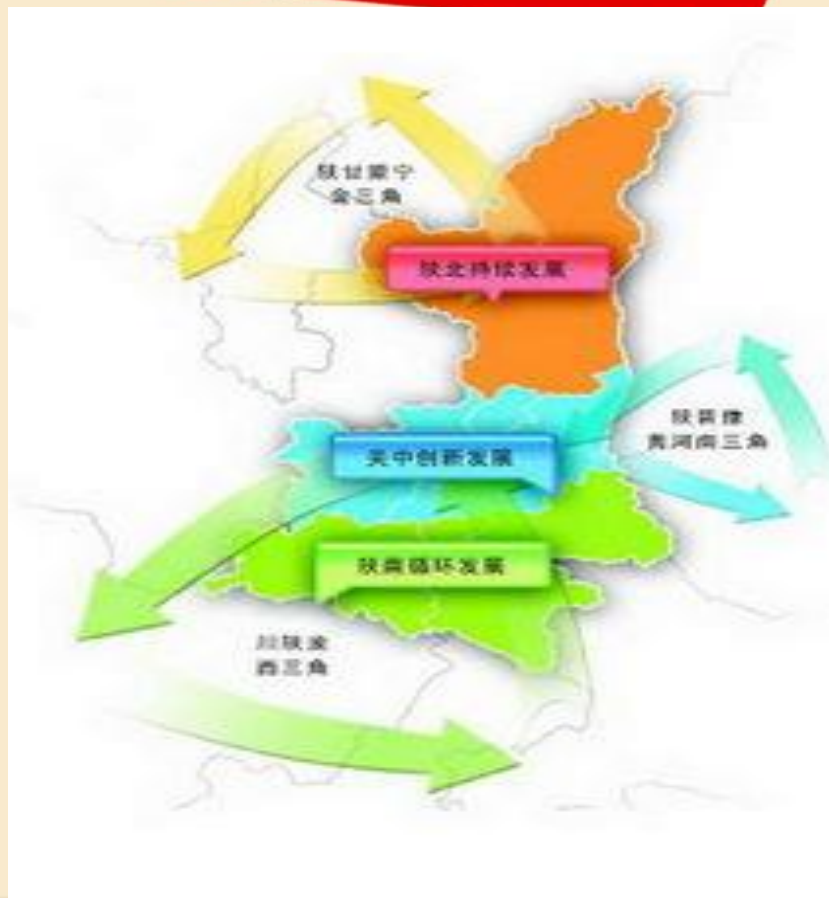 陕甘蒙宁
金三角
陕北持续发展
陕晋豫
黄河南三角
关中创新发展
陕南循环发展
川陕渝
西三角